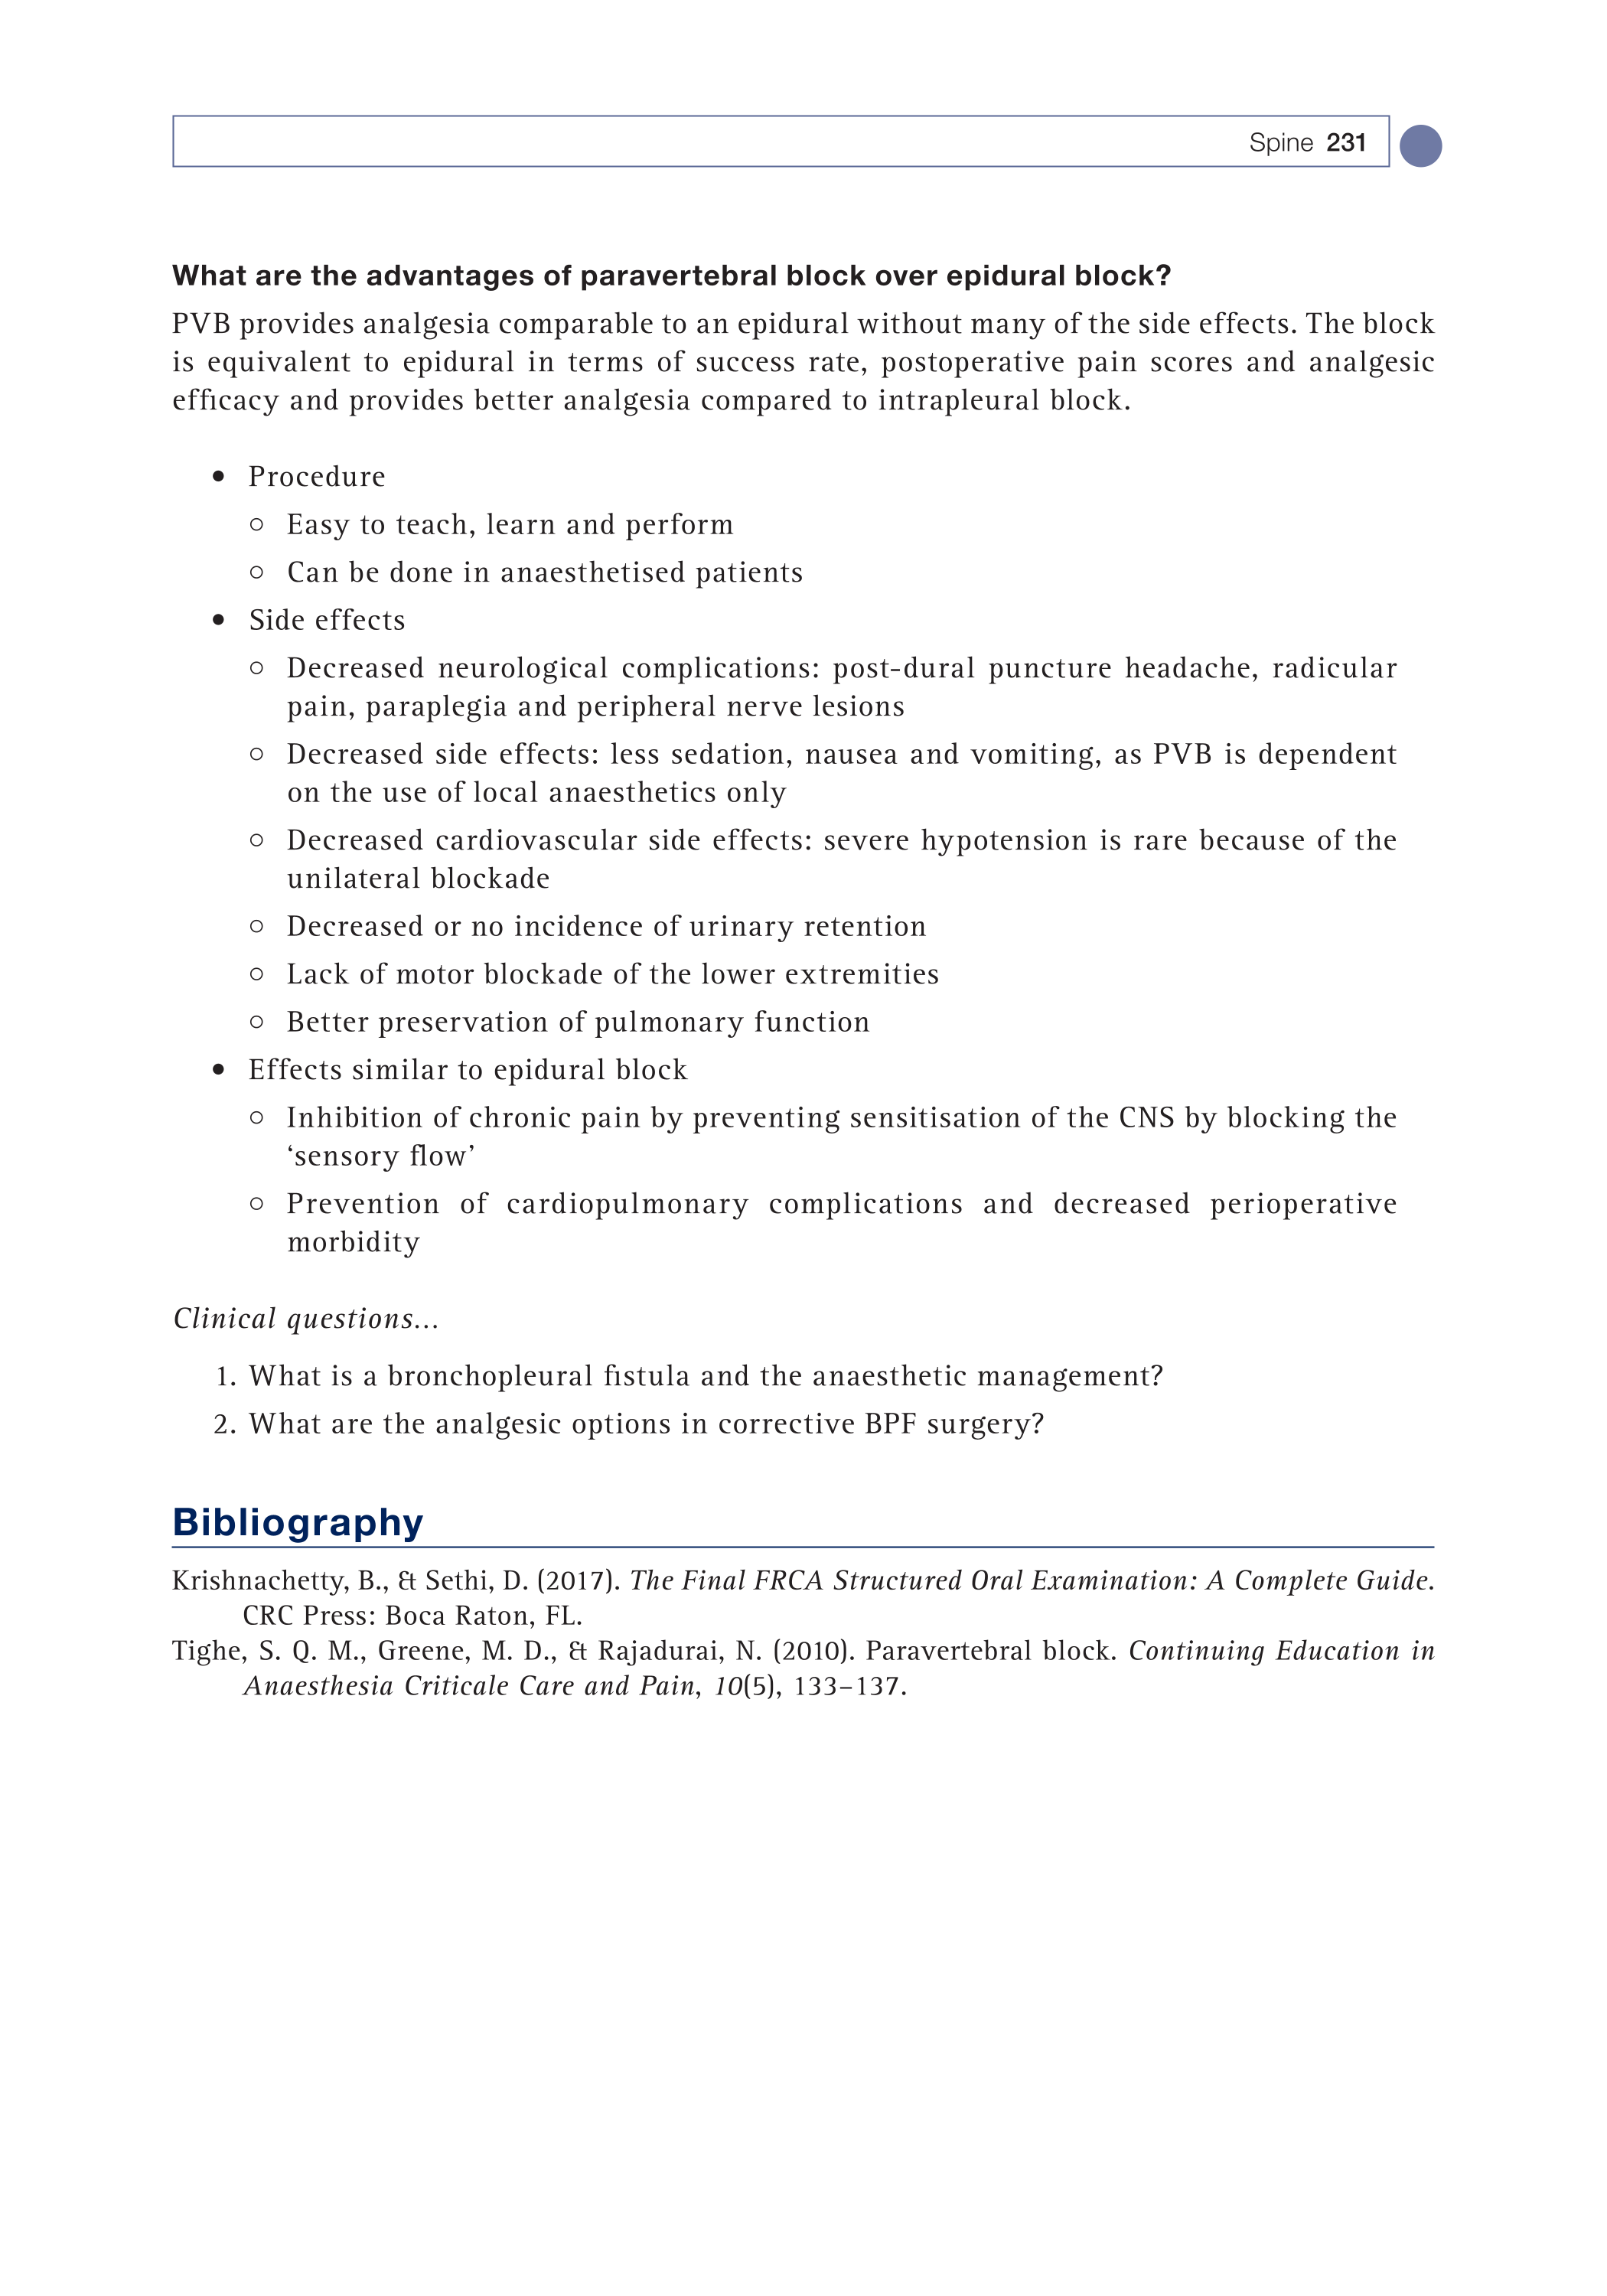 Spine 231
What are the advantages of paravertebral block over epidural block?
PVB provides analgesia comparable to an epidural without many of the side effects. The block
is equivalent to epidural in terms of success rate, postoperative pain scores and analgesic
efficacy and provides better analgesia compared to intrapleural block.
• Procedure
○ Easy to teach, learn and perform
○ Can be done in anaesthetised patients
• Side effects
○ Decreased neurological complications: post-dural puncture headache, radicular
pain, paraplegia and peripheral nerve lesions
○ Decreased side effects: less sedation, nausea and vomiting, as PVB is dependent
on the use of local anaesthetics only
○ Decreased cardiovascular side effects: severe hypotension is rare because of the
unilateral blockade
○ Decreased or no incidence of urinary retention
○ Lack of motor blockade of the lower extremities
○ Better preservation of pulmonary function
• Effects similar to epidural block
○ Inhibition of chronic pain by preventing sensitisation of the CNS by blocking the
‘sensory flow’
○ Prevention of cardiopulmonary complications and decreased perioperative
morbidity
Clinical questions…
1. What is a bronchopleural fistula and the anaesthetic management?
2. What are the analgesic options in corrective BPF surgery?
Bibliography
Krishnachetty, B., & Sethi, D. (2017). The Final FRCA Structured Oral Examination: A Complete Guide.
CRC Press: Boca Raton, FL.
Tighe, S. Q. M., Greene, M. D., & Rajadurai, N. (2010). Paravertebral block. Continuing Education in
Anaesthesia Criticale Care and Pain, 10(5), 133–137.